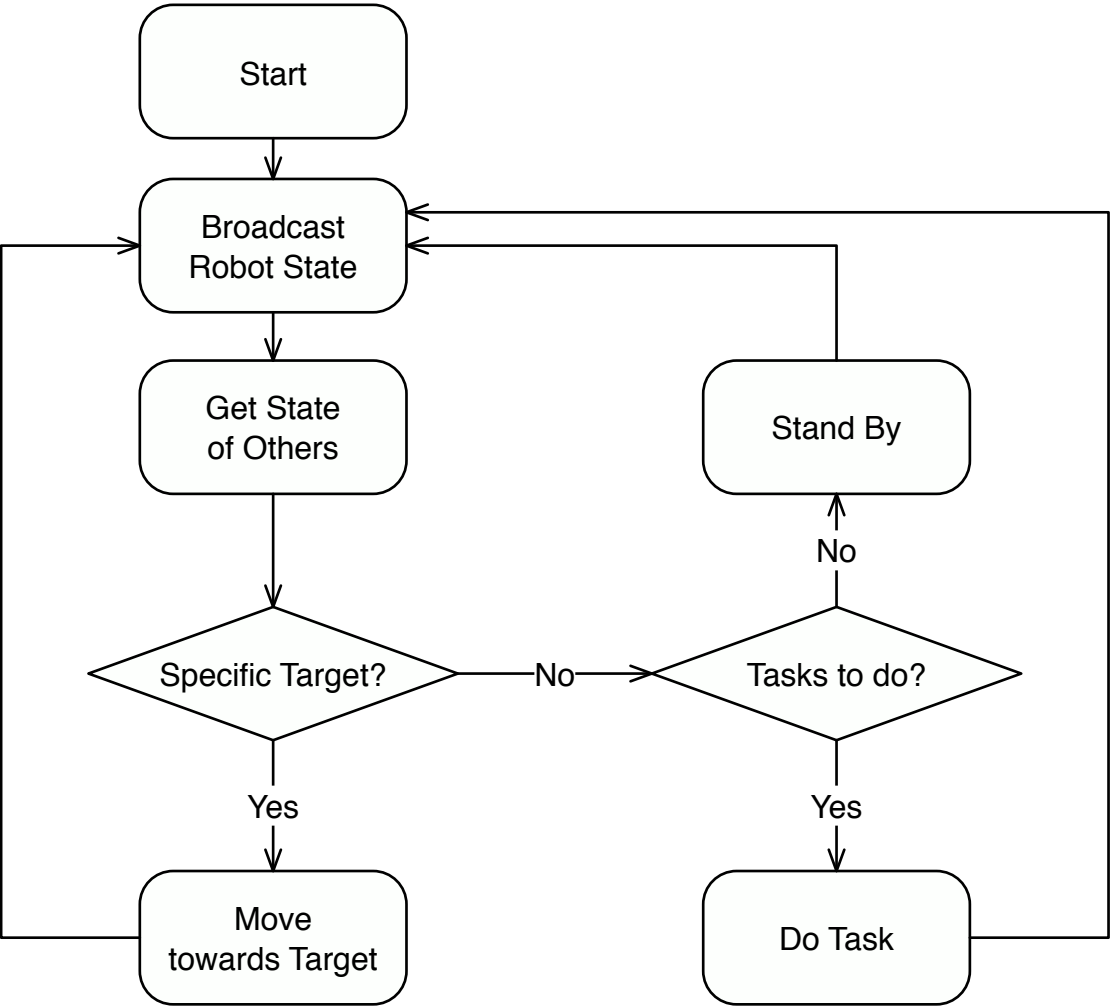 Start
Broadcast
Robot State
Get State
of Others
Stand By
No
Specific Target?
No
Tasks to do?
Yes
Yes
Move
towards Target
Do Task